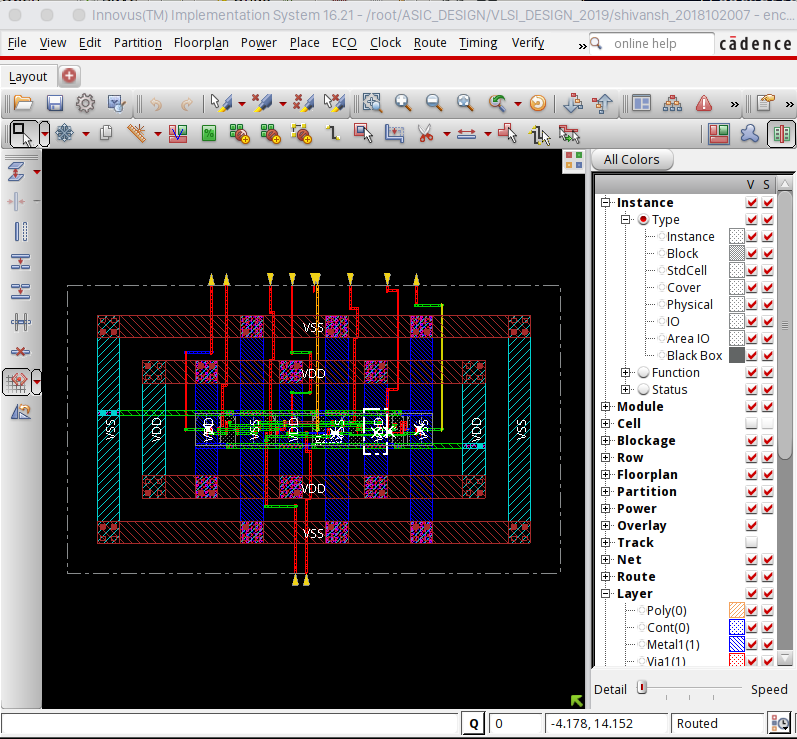 Innovus(TM) Implementation System 16.21 - /root/ASIC_DESIGN/VLSI_DESIGN_2019/shivansh_2018102007 - enc...
File View Edit Partition Floorplan Power Place ECO Clock Route Timing Verify » online help cādence
Layout
» »
All Colors
V S
Instance
Type
Instance
Block
StdCell
Cover
Physical
IO
Area IO
Black Box
Function
Status
Module
Cell
Blockage
Row
Floorplan
Partition
Power
Overlay
Track
Net
Route
Layer
Poly(0)
Cont(0)
Metal1(1)
Via1(1)
VSS
VDD
VSS VDD VDD VSS VDD VSS VDD VSS
VDD
VSS
Detail Speed
Q 0 -4.178, 14.152 Routed